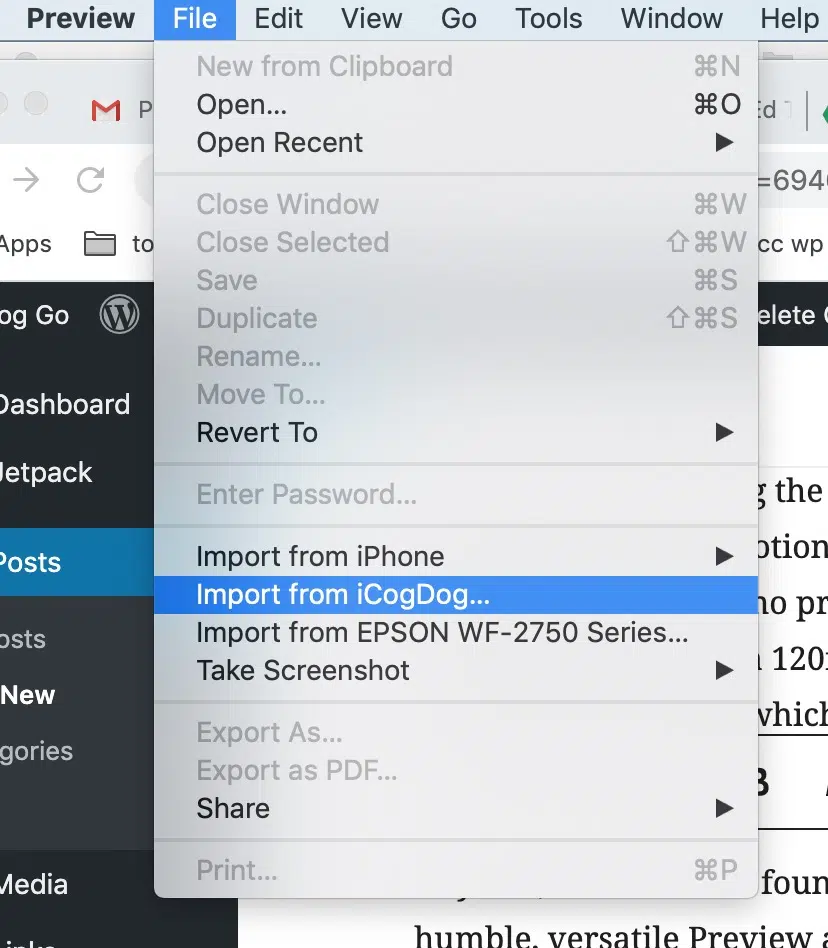 Preview File Edit View Go Tools Window Help
New from Clipboard ⌘N
Open... ⌘O
Open Recent ▶
Close Window ⌘W
Close Selected ⇧⌘W
Save ⌘S
Duplicate ⇧⌘S
Rename...
Move To...
Revert To ▶
Enter Password...
Import from iPhone ▶
Import from iCogDog...
Import from EPSON WF-2750 Series...
Take Screenshot ▶
Export As...
Export as PDF...
Share ▶
Print... ⌘P
P
Ed
=694
Apps
to
cc wp
og Go
elete
Dashboard
Jetpack
Posts
osts
New
gories
Media
g the
otion
no pr
120
which
B
foun
humble, versatile Preview a